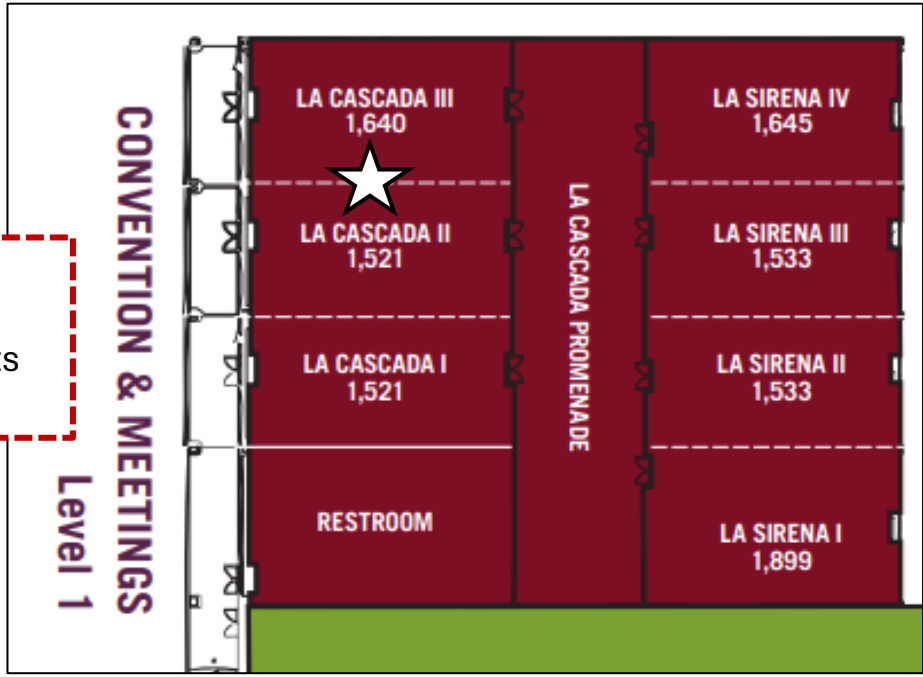 CONVENTION & MEETINGS
Level 1
LA CASCADA III
1,640
LA CASCADA II
1,521
LA CASCADA I
1,521
RESTROOM
LA CASCADA PROMENADE
LA SIRENA IV
1,645
LA SIRENA III
1,533
LA SIRENA II
1,533
LA SIRENA I
1,899